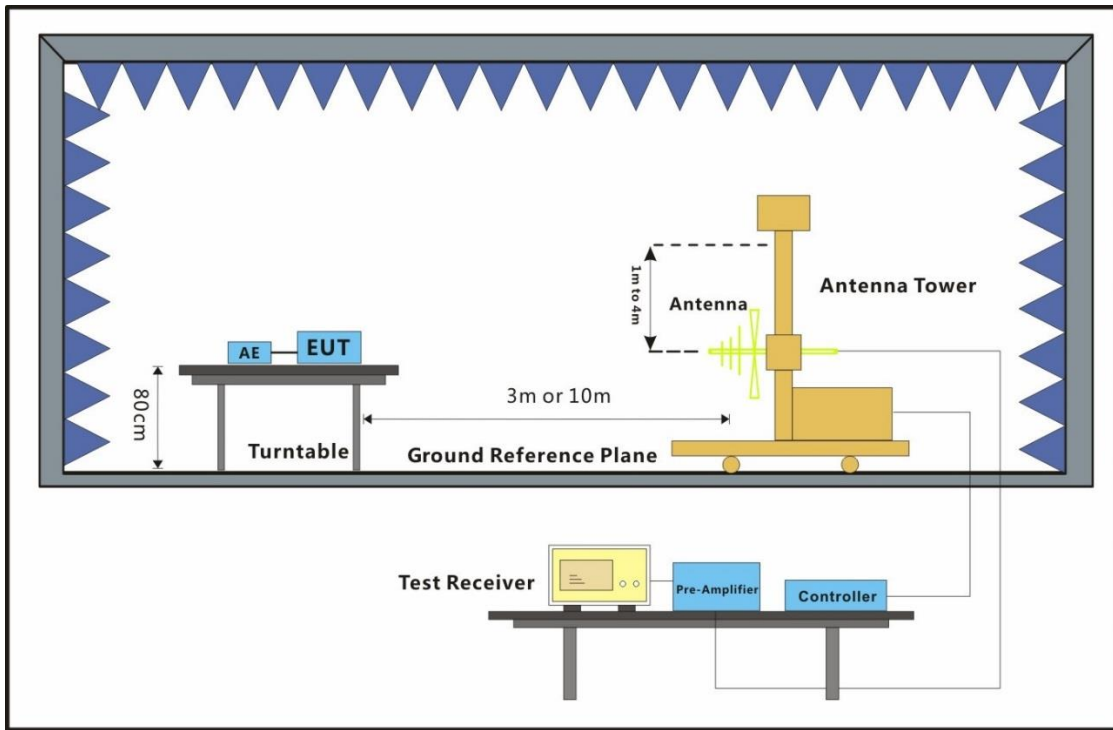 1m to 4m
Antenna
Antenna Tower
AE
EUT
80cm
3m or 10m
Turntable
Ground Reference Plane
Test Receiver
Pre-Amplifier
Controller